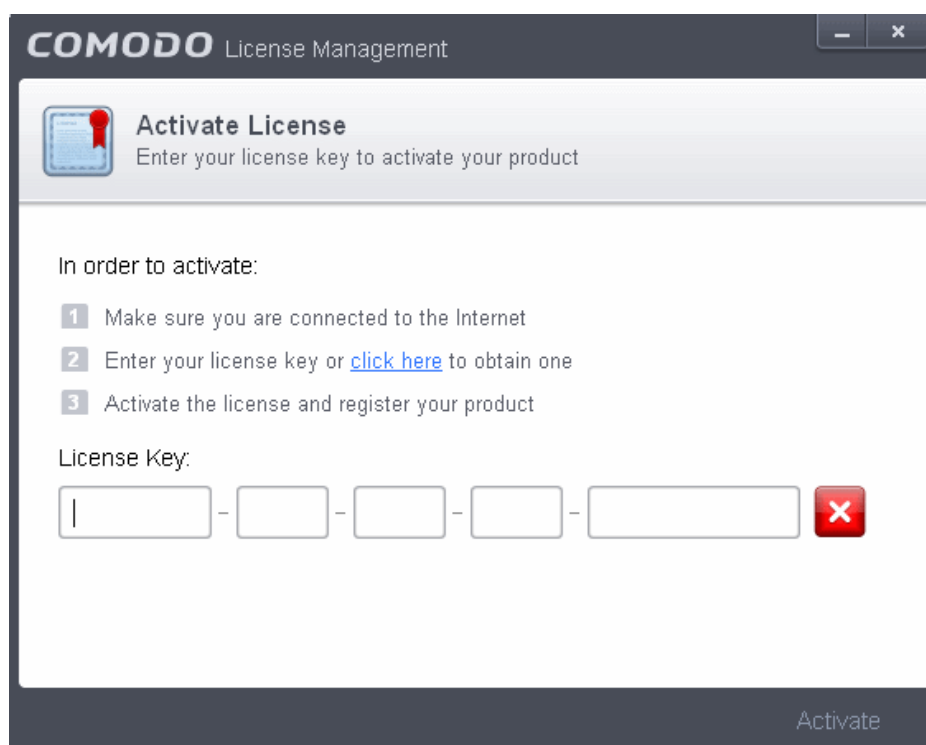 COMODO License Management
Activate License
Enter your license key to activate your product
In order to activate:
1 Make sure you are connected to the Internet
2 Enter your license key or click here to obtain one
3 Activate the license and register your product
License Key:
- - - -
Activate